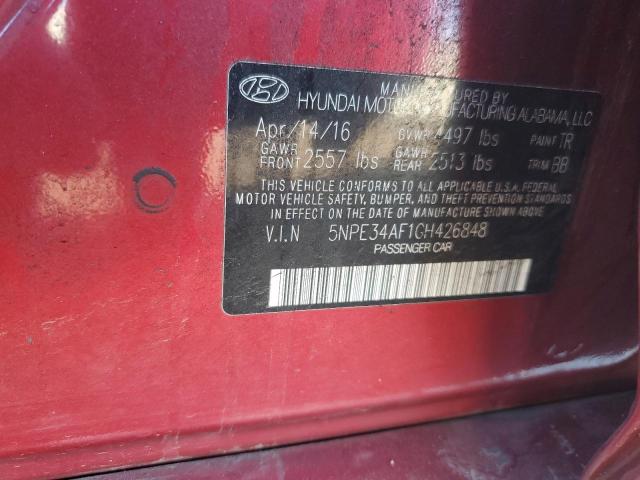 MANUFACTURED BY
HYUNDAI MOTOR MANUFACTURING ALABAMA, LLC
Apr/14/16 GVWR 4497 lbs PAINT TR
GAWR FRONT 2557 lbs GAWR REAR 2513 lbs TRIM BB
THIS VEHICLE CONFORMS TO ALL APPLICABLE U.S.A. FEDERAL
MOTOR VEHICLE SAFETY, BUMPER, AND THEFT PREVENTION STANDARDS
IN EFFECT ON THE DATE OF MANUFACTURE SHOWN ABOVE.
V.I.N 5NPE34AF1GH426848
PASSENGER CAR